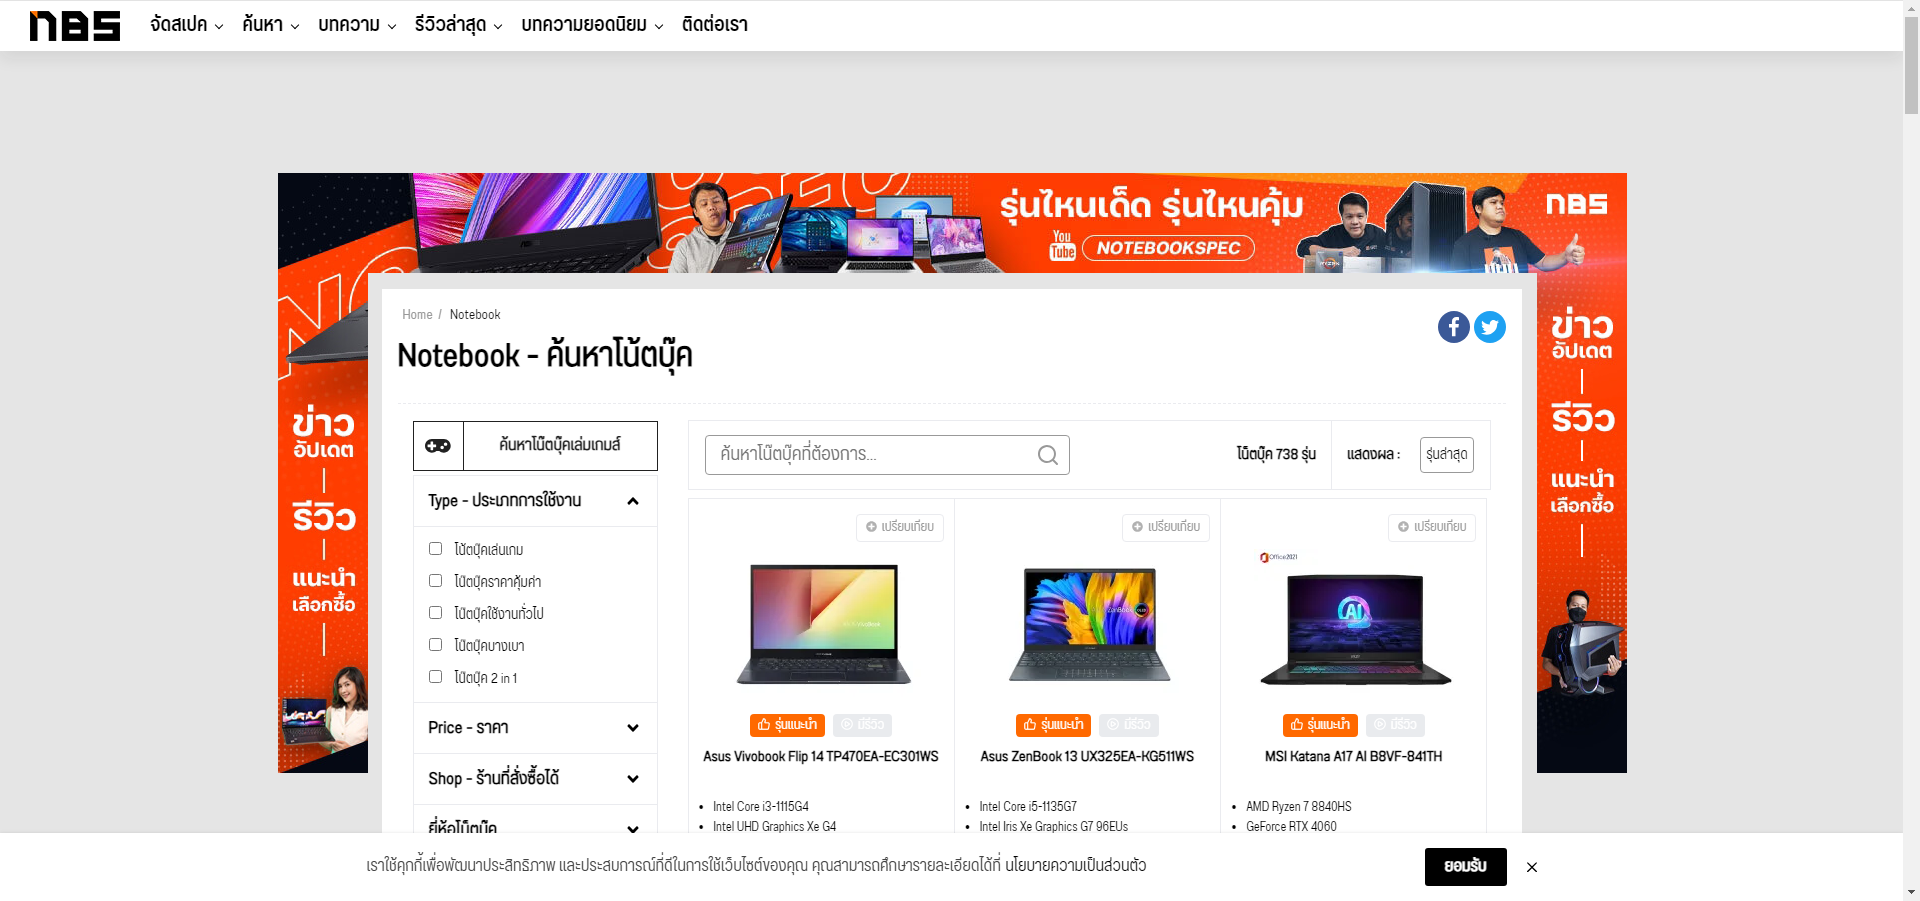 nBS
จัดสเปค
ค้นหา
บทความ
รีวิวล่าสุด
บทความยอดนิยม
ติดต่อเรา
รุ่นไหนเด็ด รุ่นไหนคุ้ม
You Tube NOTEBOOKSPEC
nBS
LEGION
ข่าว
อัปเดต
รีวิว
แนะนำ
เลือกซื้อ
ข่าว
อัปเดต
รีวิว
แนะนำ
เลือกซื้อ
Home / Notebook
Notebook - ค้นหาโน้ตบุ๊ค
ค้นหาโน๊ตบุ๊คเล่มเกมส์
ค้นหาโน๊ตบุ๊คที่ต้องการ...
โน็ตบุ๊ค 738 รุ่น
แสดงผล :
รุ่นล่าสุด
Type - ประเภทการใช้งาน
โน้ตบุ๊คเล่นเกม
โน๊ตบุ๊คราคาคุ้มค่า
โน๊ตบุ๊คใช้งานทั่วไป
โน๊ตบุ๊คบางเบา
โน๊ตบุ๊ค 2 in 1
Price - ราคา
Shop - ร้านที่สั่งซื้อได้
ยี่ห้อโน็ตบุ๊ค
เปรียบเทียบ
เปรียบเทียบ
เปรียบเทียบ
Office2021
AI
รุ่นแนะนำ
มีรีวิว
รุ่นแนะนำ
มีรีวิว
รุ่นแนะนำ
มีรีวิว
Asus Vivobook Flip 14 TP470EA-EC301WS
Asus ZenBook 13 UX325EA-KG511WS
MSI Katana A17 AI B8VF-841TH
Intel Core i3-1115G4
Intel UHD Graphics Xe G4
Intel Core i5-1135G7
Intel Iris Xe Graphics G7 96EUs
AMD Ryzen 7 8840HS
GeForce RTX 4060
เราใช้คุกกี้เพื่อพัฒนาประสิทธิภาพ และประสบการณ์ที่ดีในการใช้เว็บไซต์ของคุณ คุณสามารถศึกษารายละเอียดได้ที่ นโยบายความเป็นส่วนตัว
ยอมรับ